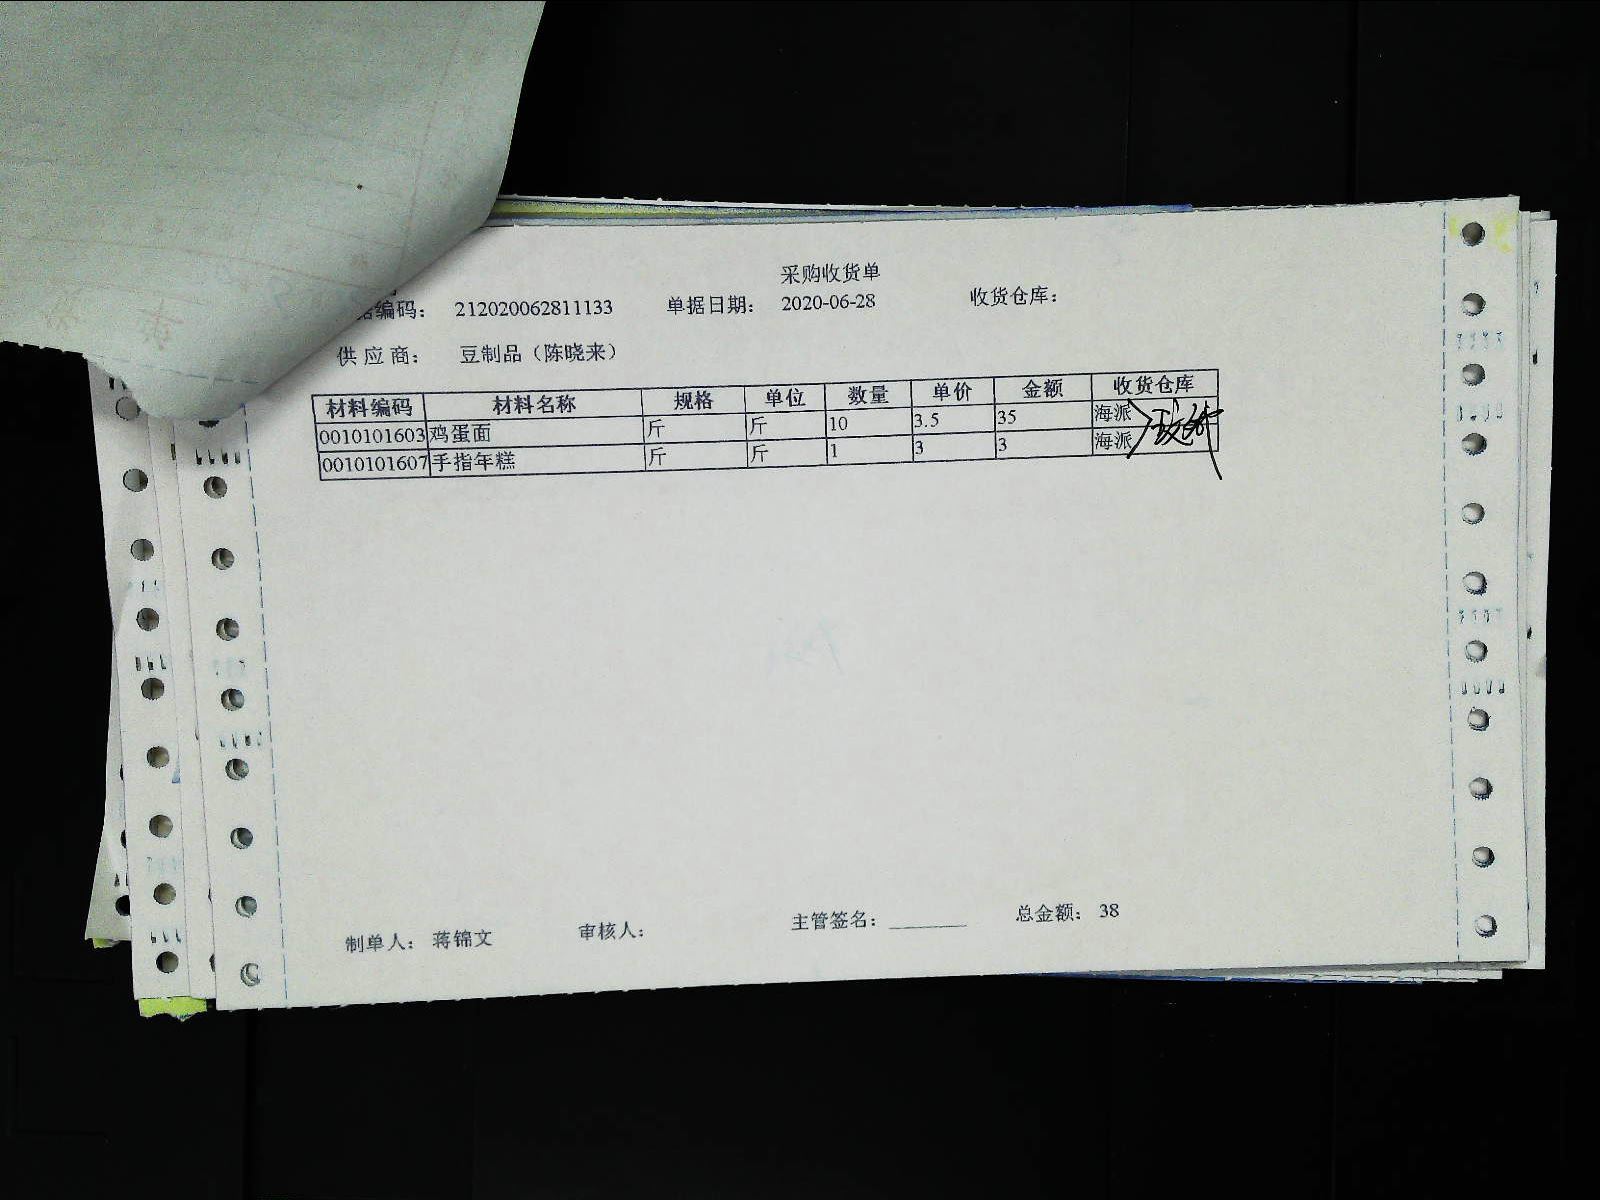 采购收货单
据编码： 212020062811133 单据日期： 2020-06-28 收货仓库：
供应商： 豆制品（陈晓来）
材料编码 材料名称 规格 单位 数量 单价 金额 收货仓库
0010101603 鸡蛋面 斤 斤 10 3.5 35 海派
0010101607 手指年糕 斤 斤 1 3 3 海派
制单人： 蒋锦文 审核人： 主管签名：_______ 总金额： 38